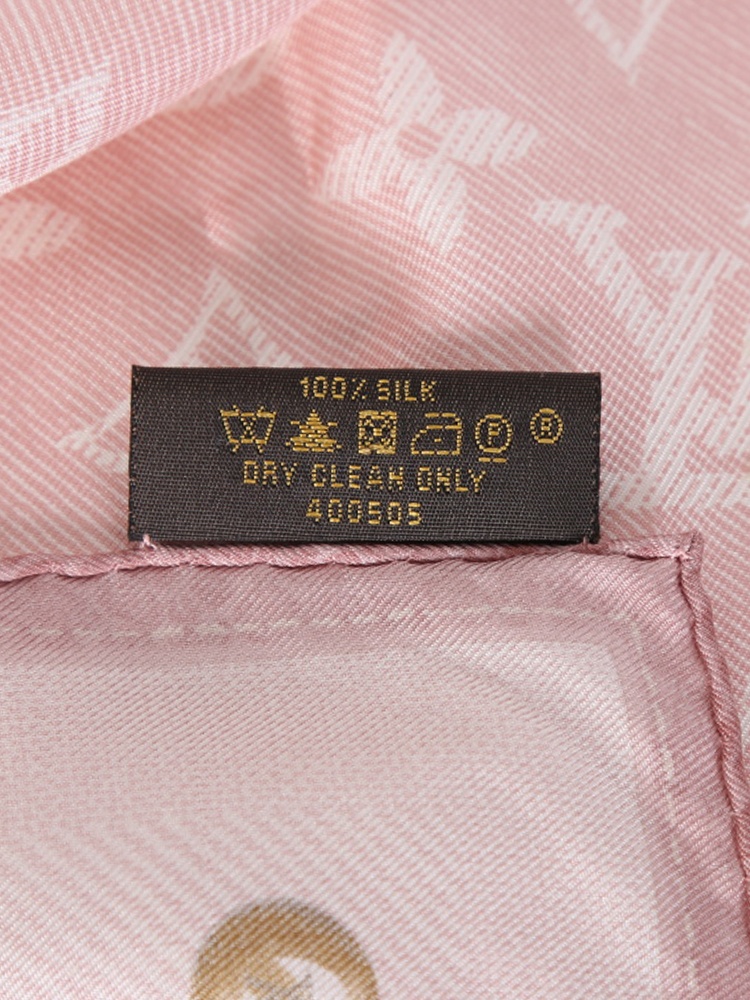 100% SILK
P R
DRY CLEAN ONLY
400505